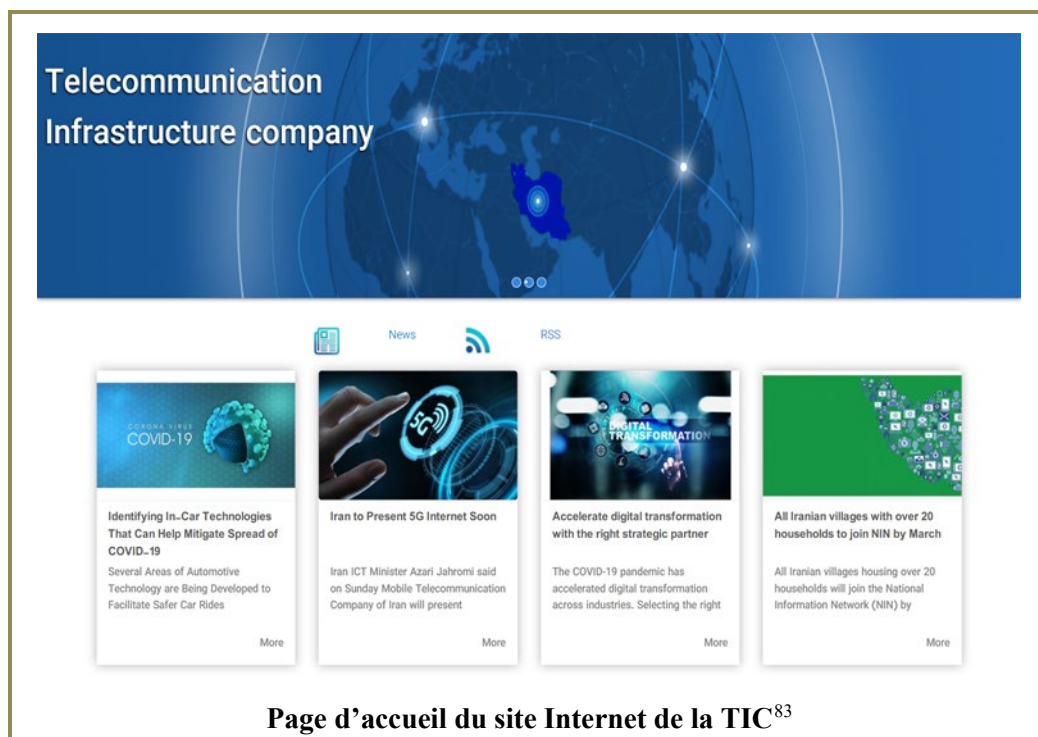 Telecommunication
Infrastructure company
News
RSS
CORONA VIRUS
COVID-19
5G
DIGITAL
TRANSFORMATION
Identifying In-Car Technologies
That Can Help Mitigate Spread of
COVID-19
Several Areas of Automotive
Technology are Being Developed to
Facilitate Safer Car Rides
More
Iran to Present 5G Internet Soon
Iran ICT Minister Azari Jahromi said
on Sunday Mobile Telecommunication
Company of Iran will present
More
Accelerate digital transformation
with the right strategic partner
The COVID-19 pandemic has
accelerated digital transformation
across industries. Selecting the right
More
All Iranian villages with over 20
households to join NIN by March
All Iranian villages housing over 20
households will join the National
Information Network (NIN) by
More
Page d’accueil du site Internet de la TIC83